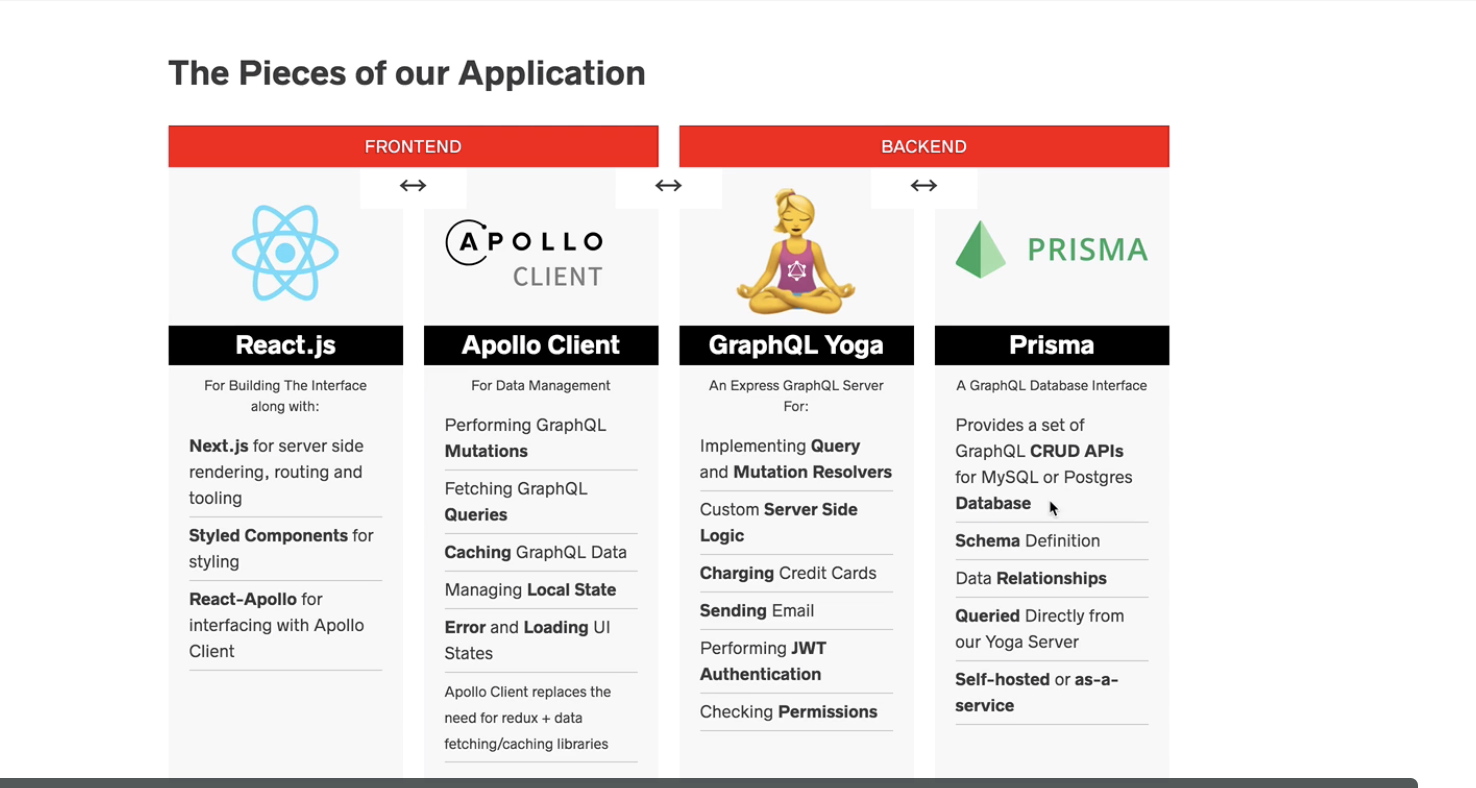 The Pieces of our Application
FRONTEND
BACKEND
APOLLO
CLIENT
PRISMA
React.js
For Building The Interface
along with:
Next.js for server side
rendering, routing and
tooling
Styled Components for
styling
React-Apollo for
interfacing with Apollo
Client
Apollo Client
For Data Management
Performing GraphQL
Mutations
Fetching GraphQL
Queries
Caching GraphQL Data
Managing Local State
Error and Loading UI
States
Apollo Client replaces the
need for redux + data
fetching/caching libraries
GraphQL Yoga
An Express GraphQL Server
For:
Implementing Query
and Mutation Resolvers
Custom Server Side
Logic
Charging Credit Cards
Sending Email
Performing JWT
Authentication
Checking Permissions
Prisma
A GraphQL Database Interface
Provides a set of
GraphQL CRUD APIs
for MySQL or Postgres
Database
Schema Definition
Data Relationships
Queried Directly from
our Yoga Server
Self-hosted or as-a-
service